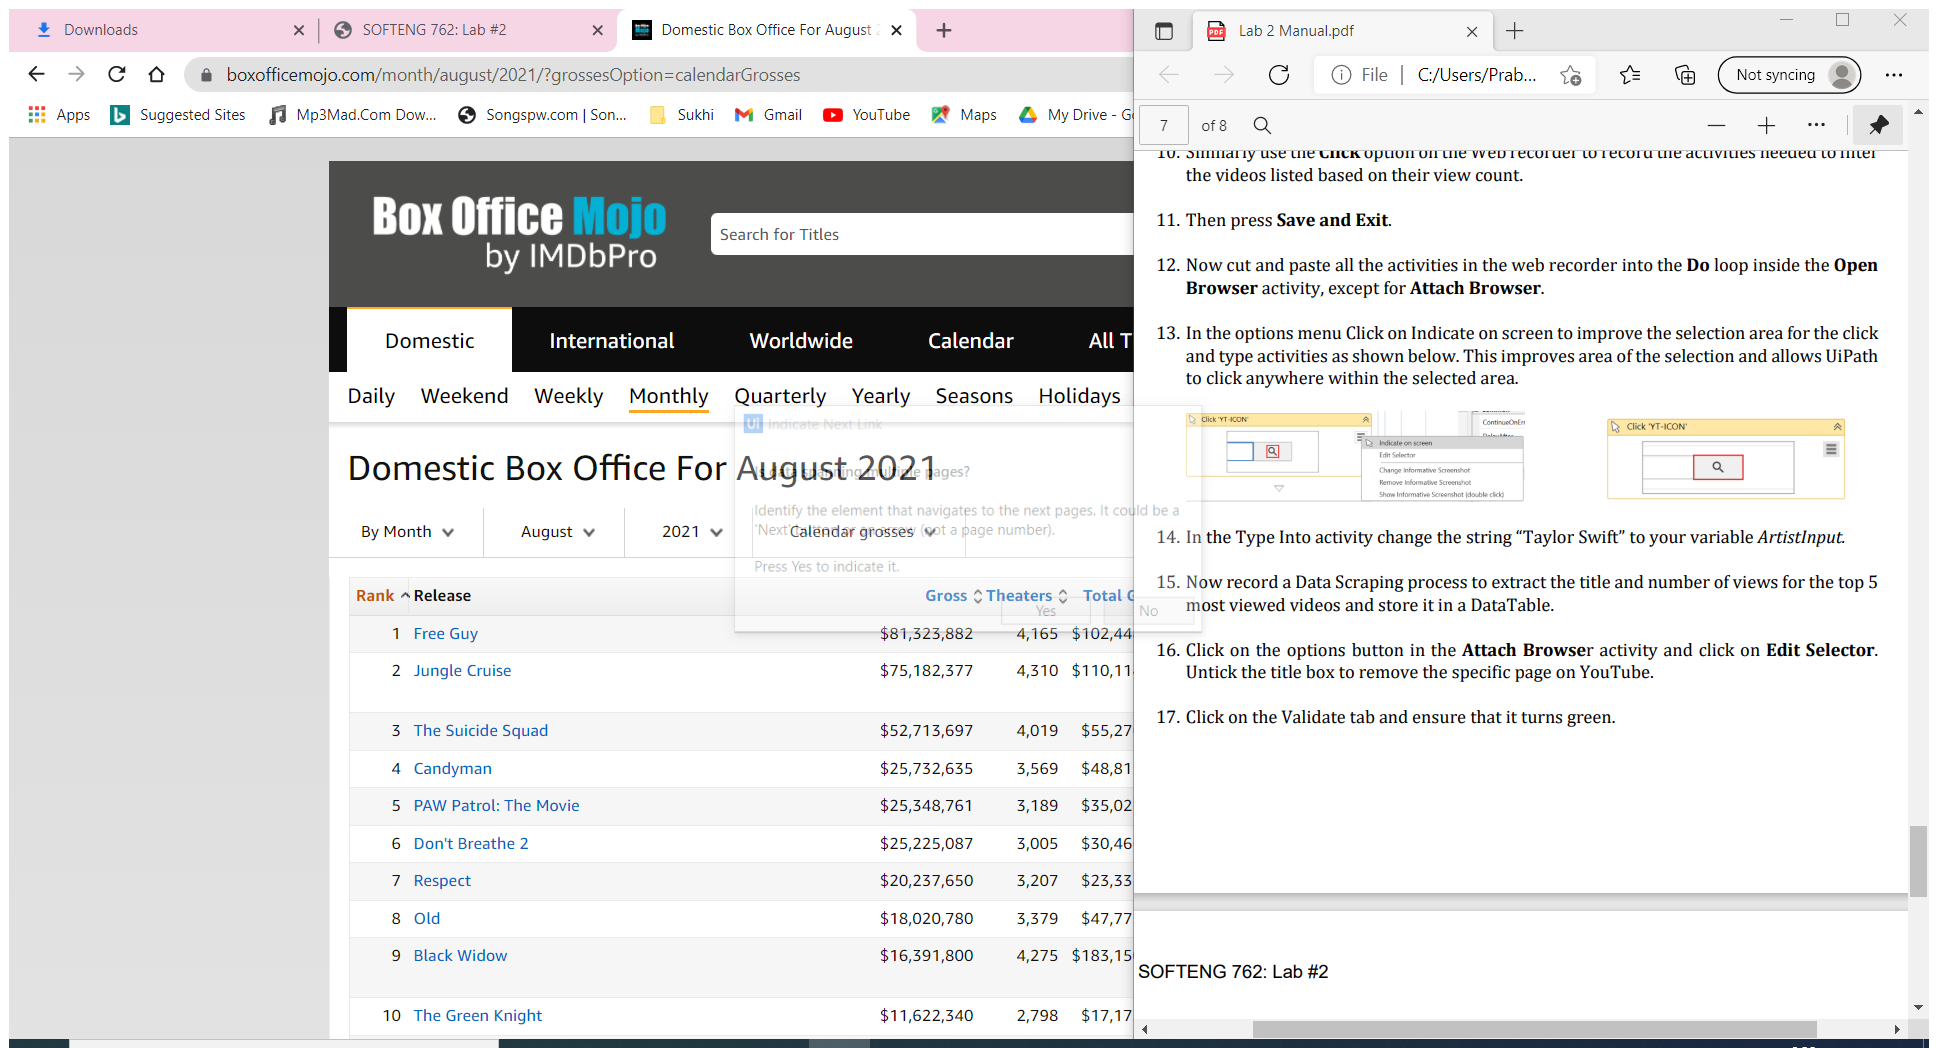 Downloads
SOFTENG 762: Lab #2
Domestic Box Office For August 2
boxofficemojo.com/month/august/2021/?grossesOption=calendarGrosses
Apps Suggested Sites Mp3Mad.Com Dow... Songspw.com | Son... Sukhi Gmail YouTube Maps My Drive - G
Box Office Mojo
by IMDbPro
Search for Titles
Domestic International Worldwide Calendar All T
Daily Weekend Weekly Monthly Quarterly Yearly Seasons Holidays
Domestic Box Office For August 2021
By Month August 2021 Calendar grosses
Ui Indicate Next Link
Is data spanning multiple pages?
Identify the element that navigates to the next pages. It could be a
'Next' button or an arrow (not a page number).
Press Yes to indicate it.
Yes No
Rank Release Gross Theaters Total G
1 Free Guy $81,323,882 4,165 $102,44
2 Jungle Cruise $75,182,377 4,310 $110,11
3 The Suicide Squad $52,713,697 4,019 $55,27
4 Candyman $25,732,635 3,569 $48,81
5 PAW Patrol: The Movie $25,348,761 3,189 $35,02
6 Don't Breathe 2 $25,225,087 3,005 $30,46
7 Respect $20,237,650 3,207 $23,33
8 Old $18,020,780 3,379 $47,77
9 Black Widow $16,391,800 4,275 $183,15
10 The Green Knight $11,622,340 2,798 $17,17
PDF Lab 2 Manual.pdf
File | C:/Users/Prab... Not syncing
7 of 8
10. Similarly use the Click option on the Web recorder to record the activities needed to filter
the videos listed based on their view count.
11. Then press Save and Exit.
12. Now cut and paste all the activities in the web recorder into the Do loop inside the Open
Browser activity, except for Attach Browser.
13. In the options menu Click on Indicate on screen to improve the selection area for the click
and type activities as shown below. This improves area of the selection and allows UiPath
to click anywhere within the selected area.
Click 'YT-ICON'
ContinueOnErr
Indicate on screen
Edit Selector
Change Informative Screenshot
Remove Informative Screenshot
Show Informative Screenshot (double click)
Click 'YT-ICON'
14. In the Type Into activity change the string “Taylor Swift” to your variable ArtistInput.
15. Now record a Data Scraping process to extract the title and number of views for the top 5
most viewed videos and store it in a DataTable.
16. Click on the options button in the Attach Browser activity and click on Edit Selector.
Untick the title box to remove the specific page on YouTube.
17. Click on the Validate tab and ensure that it turns green.
SOFTENG 762: Lab #2